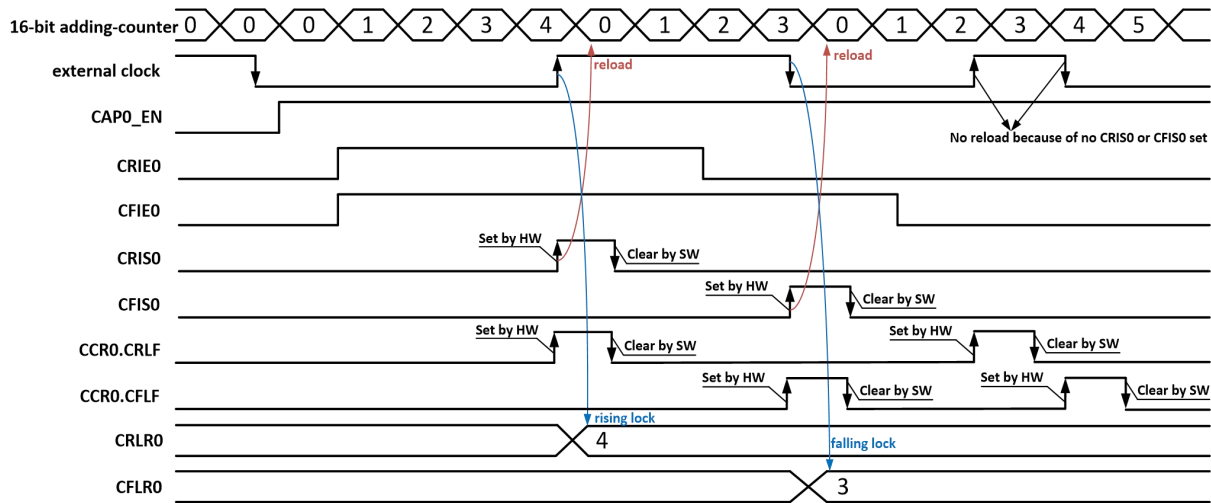 16-bit adding-counter 0 0 0 1 2 3 4 0 1 2 3 0 1 2 3 4 5
external clock
reload
reload
CAP0_EN
No reload because of no CRIS0 or CFIS0 set
CRIE0
CFIE0
CRIS0
Set by HW
Clear by SW
CFIS0
Set by HW
Clear by SW
CCR0.CRLF
Set by HW
Clear by SW
Set by HW
Clear by SW
CCR0.CFLF
Set by HW
Clear by SW
Set by HW
Clear by SW
rising lock
CRLR0
4
falling lock
CFLR0
3